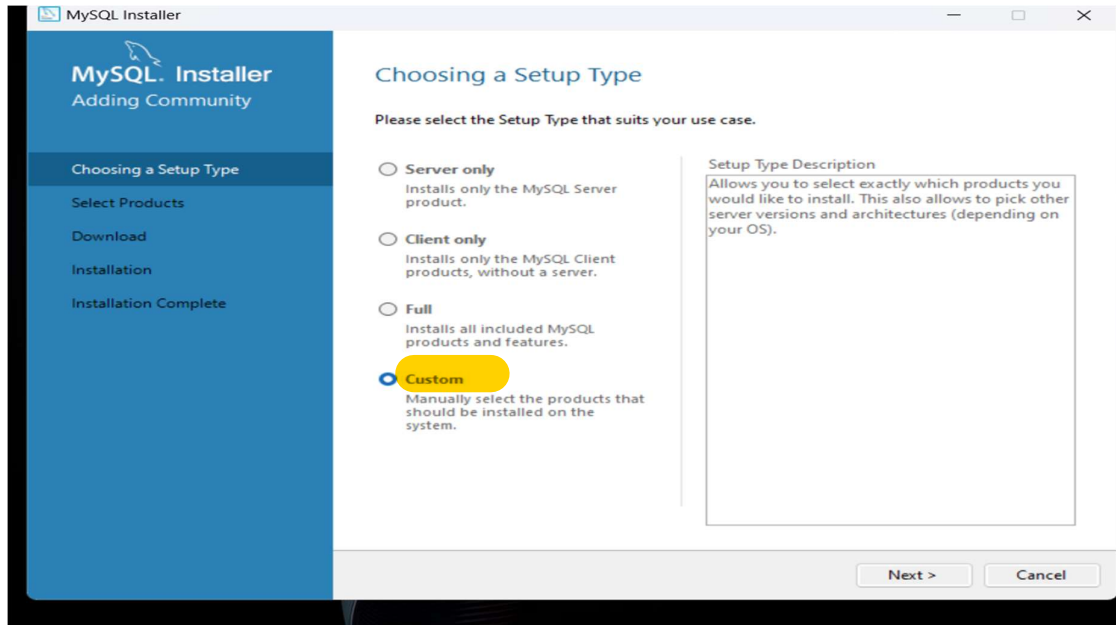 MySQL Installer
MySQL. Installer
Adding Community
Choosing a Setup Type
Select Products
Download
Installation
Installation Complete
Choosing a Setup Type
Please select the Setup Type that suits your use case.
Server only
Installs only the MySQL Server
product.
Client only
Installs only the MySQL Client
products, without a server.
Full
Installs all included MySQL
products and features.
Custom
Manually select the products that
should be installed on the
system.
Setup Type Description
Allows you to select exactly which products you
would like to install. This also allows to pick other
server versions and architectures (depending on
your OS).
Next >
Cancel